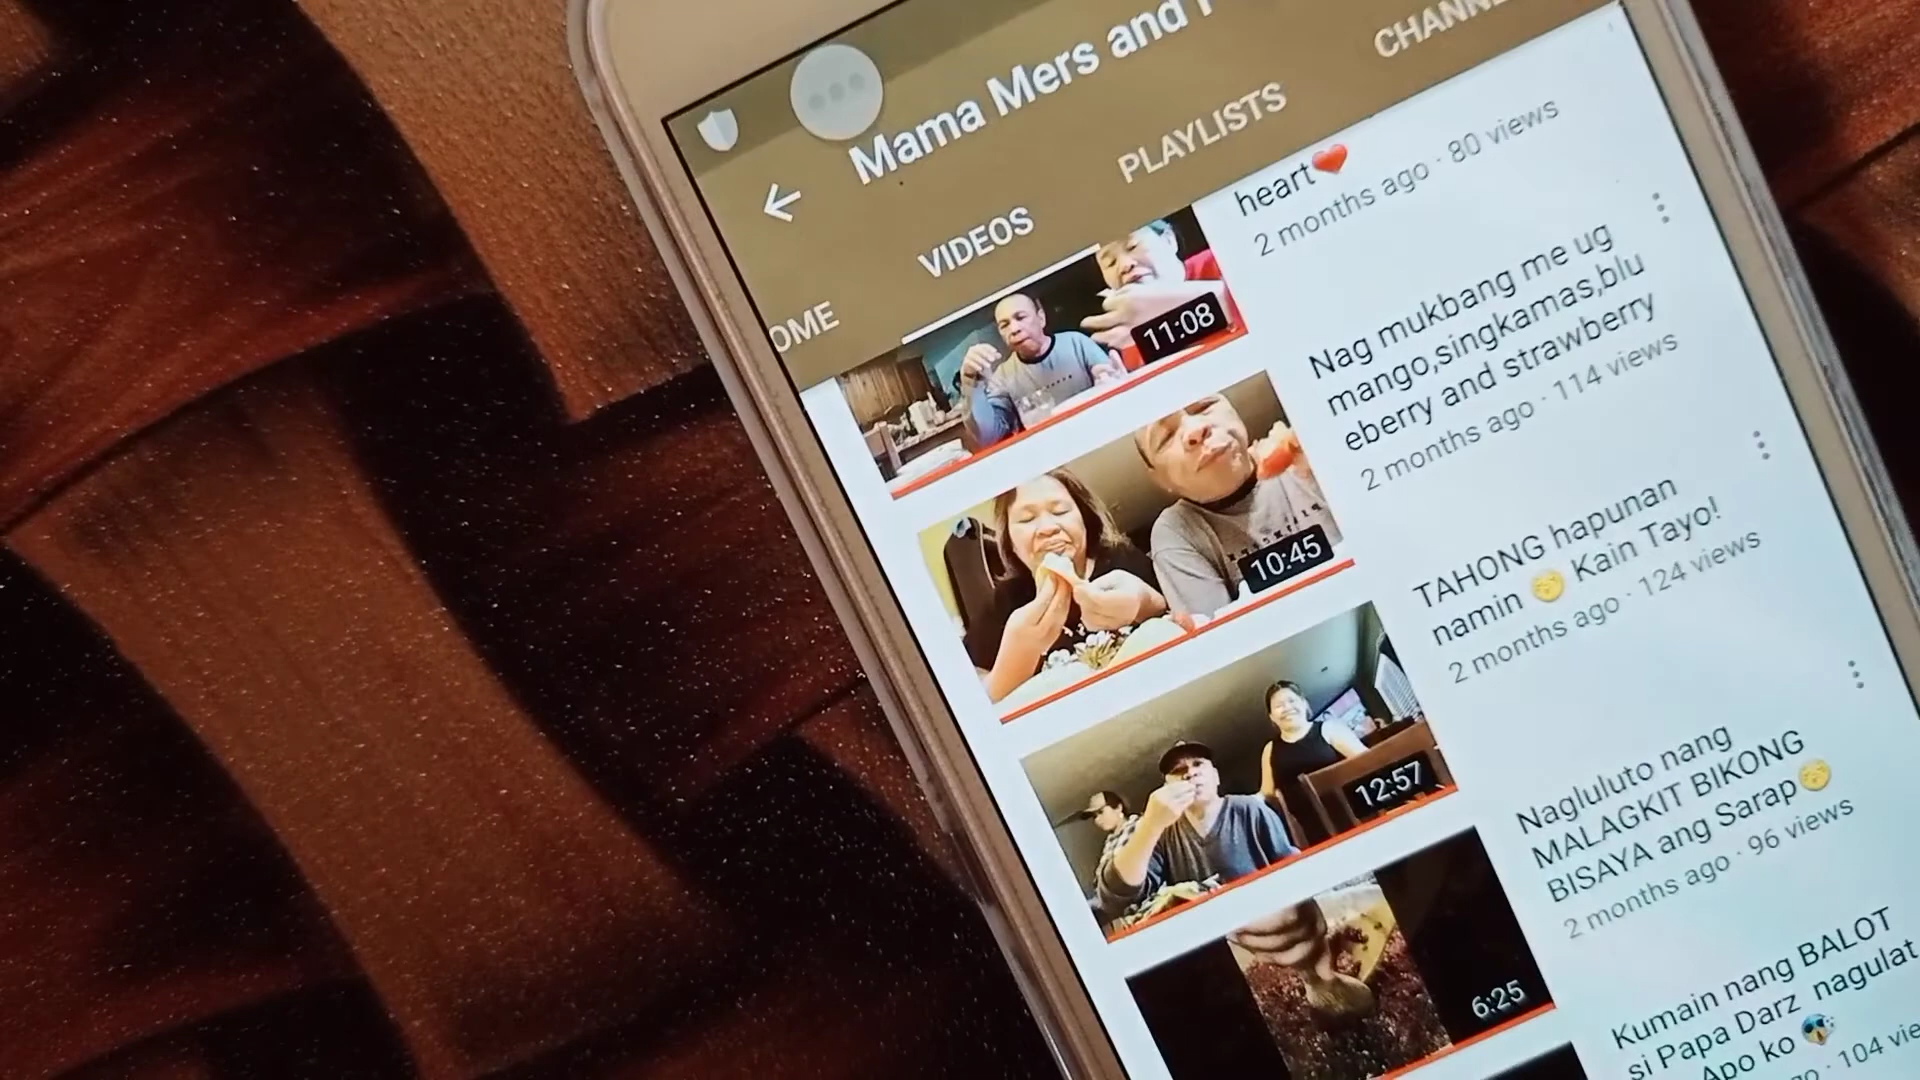 Mama Mers and
OME
VIDEOS
PLAYLISTS
CHANNE
heart❤️
2 months ago · 80 views
11:08
Nag mukbang me ug
mango,singkamas,blu
eberry and strawberry
2 months ago · 114 views
10:45
TAHONG hapunan
namin 😋 Kain Tayo!
2 months ago · 124 views
12:57
Nagluluto nang
MALAGKIT BIKONG
BISAYA ang Sarap😋
2 months ago · 96 views
6:25
Kumain nang BALOT
si Papa Darz nagulat
Apo ko 😱
go · 104 vie